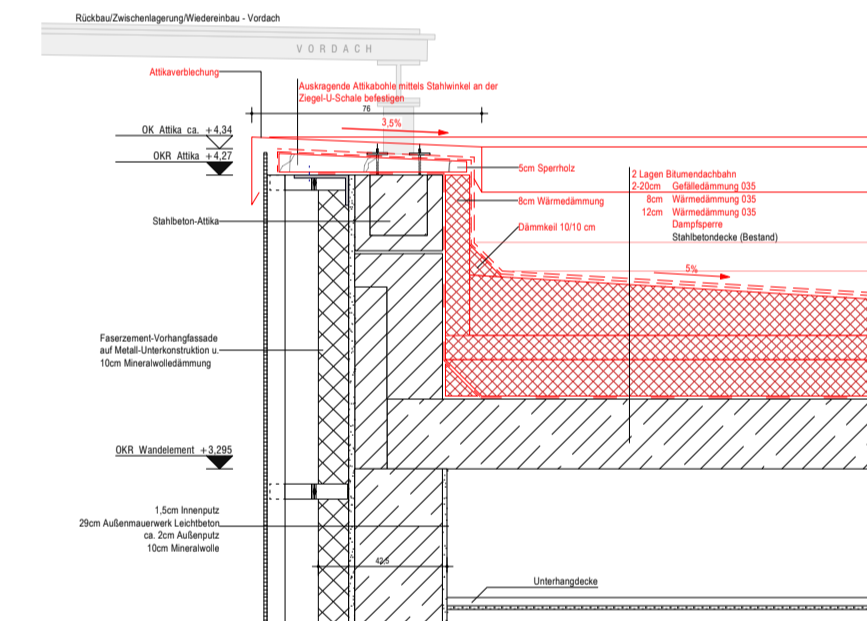 Rückbau/Zwischenlagerung/Wiedereinbau - Vordach
VORDACH
Attikaverblechung
Auskragende Attikabohle mittels Stahlwinkel an der
Ziegel-U-Schale befestigen
76
3,5%
OK Attika ca. +4,34
OKR Attika +4,27
5cm Sperrholz
8cm Wärmedämmung
Dämmkeil 10/10 cm
2 Lagen Bitumendachbahn
2-20cm Gefälledämmung 035
8cm Wärmedämmung 035
12cm Wärmedämmung 035
Dampfsperre
Stahlbetondecke (Bestand)
Stahlbeton-Attika
5%
Faserzement-Vorhangfassade
auf Metall-Unterkonstruktion u.
10cm Mineralwolledämmung
OKR Wandelement +3,295
1,5cm Innenputz
29cm Außenmauerwerk Leichtbeton
ca. 2cm Außenputz
10cm Mineralwolle
42,5
Unterhangdecke